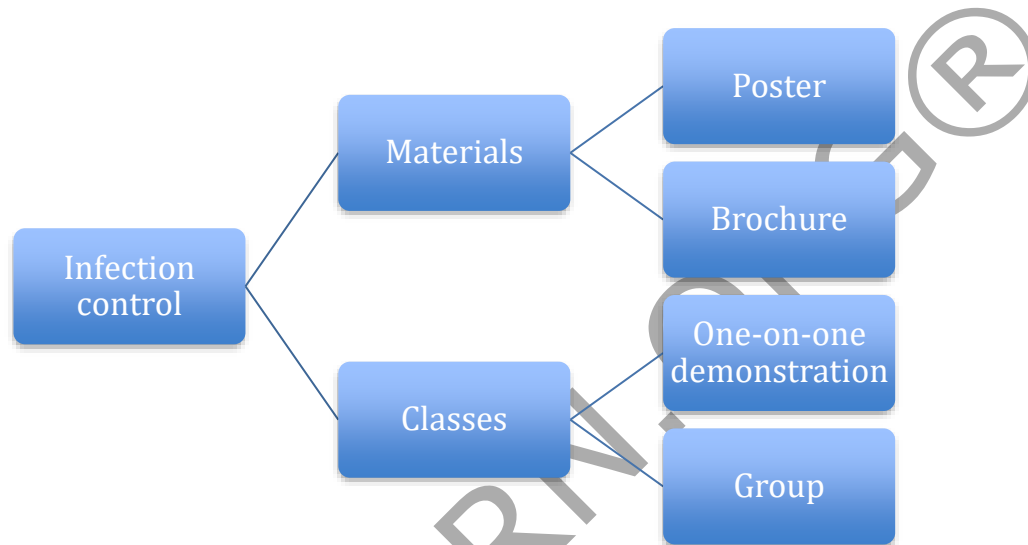 Infection
control
Materials
Poster
Brochure
Classes
One-on-one
demonstration
Group